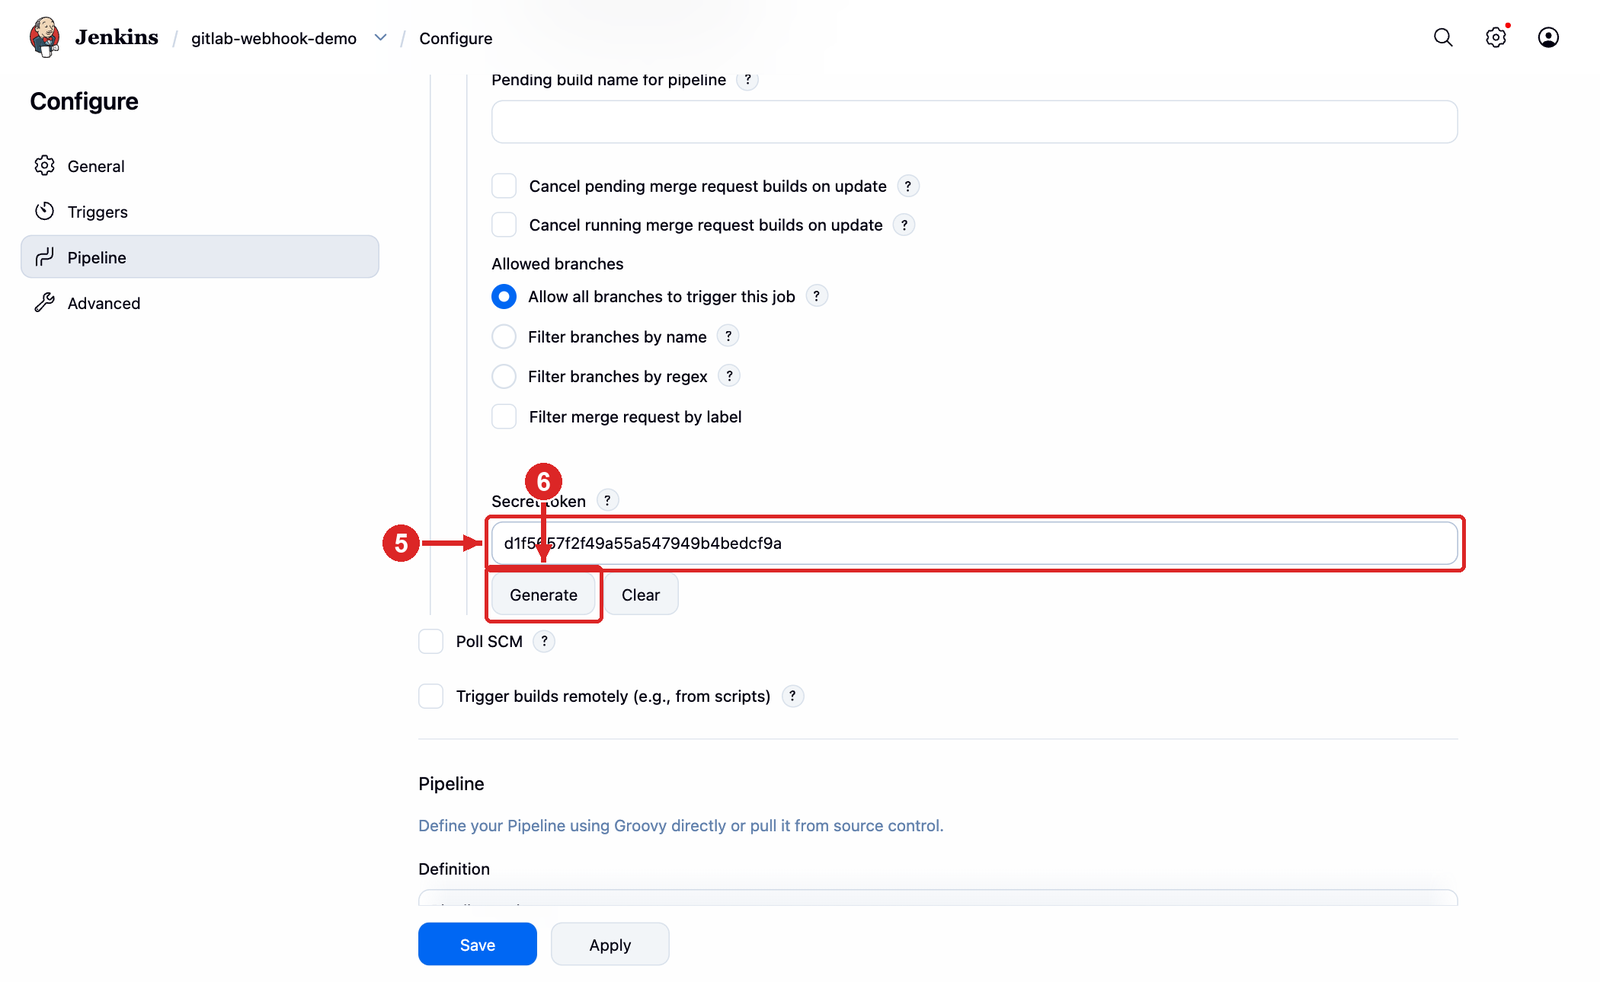 Jenkins / gitlab-webhook-demo / Configure
Configure
General
Triggers
Pipeline
Advanced
Pending build name for pipeline ?
Cancel pending merge request builds on update ?
Cancel running merge request builds on update ?
Allowed branches
Allow all branches to trigger this job ?
Filter branches by name ?
Filter branches by regex ?
Filter merge request by label
6
Secret token ?
5
d1f5657f2f49a55a547949b4bedcf9a
Generate Clear
Poll SCM ?
Trigger builds remotely (e.g., from scripts) ?
Pipeline
Define your Pipeline using Groovy directly or pull it from source control.
Definition
Save Apply